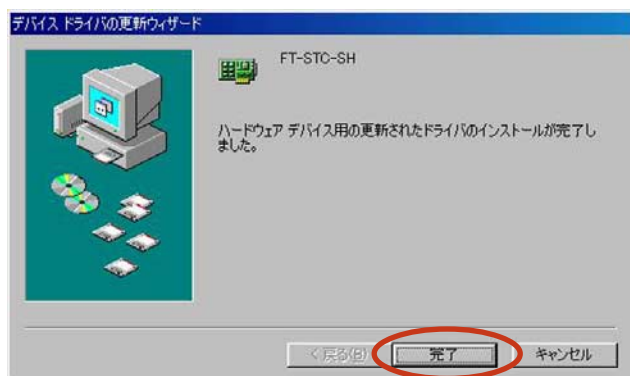 デバイス ドライバの更新ウィザード
FT-STC-SH
ハードウェア デバイス用の更新されたドライバのインストールが完了し
ました。
< 戻る(B) 完了 キャンセル